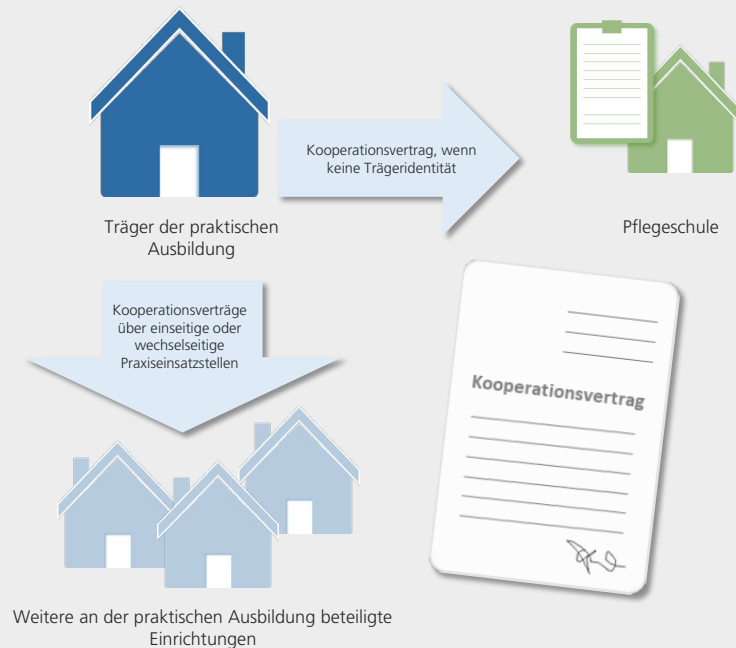 Kooperationsvertrag, wenn
keine Trägeridentität
Träger der praktischen
Ausbildung
Pflegeschule
Kooperationsverträge
über einseitige oder
wechselseitige
Praxiseinsatzstellen
Kooperationsvertrag
Weitere an der praktischen Ausbildung beteiligte
Einrichtungen